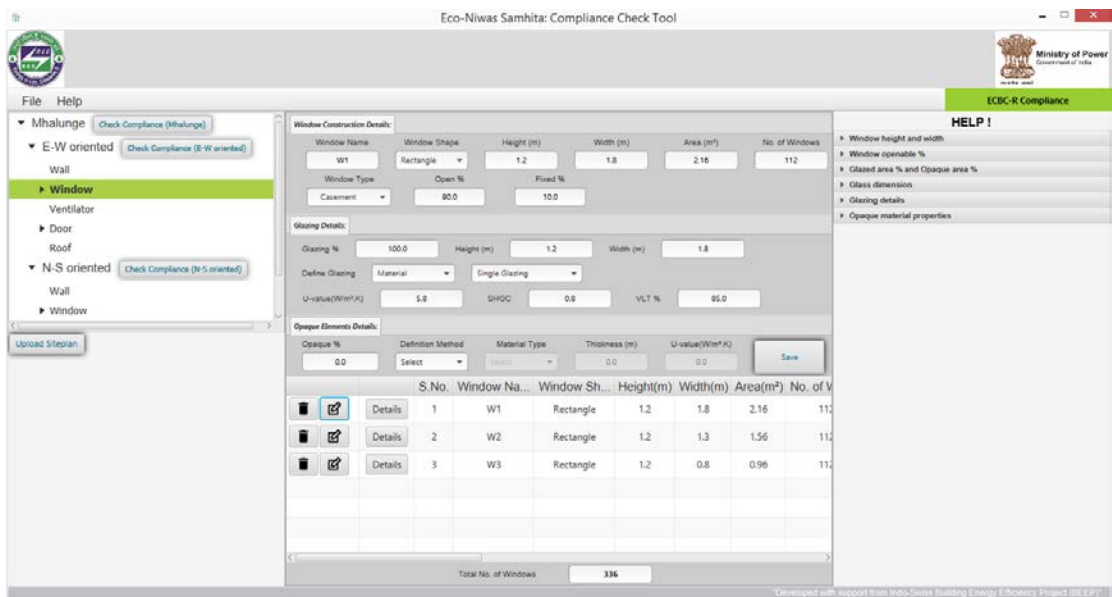 Eco-Niwas Samhita: Compliance Check Tool
Ministry of Power
Government of India
File Help
ECBC-R Compliance
Mhalunge Check Compliance (Mhalunge)
E-W oriented Check Compliance (E-W oriented)
Wall
Window
Ventilator
Door
Roof
N-S oriented Check Compliance (N-S oriented)
Wall
Window
Upload Siteplan
Window Construction Details:
Window Name Window Shape Height (m) Width (m) Area (m²) No. of Windows
W1 Rectangle 1.2 1.8 2.16 112
Window Type Open % Fixed %
Casement 90.0 10.0
Glazing Details:
Glazing % 100.0 Height (m) 1.2 Width (m) 1.8
Define Glazing Material Single Glazing
U-value(W/m².K) 5.8 SHGC 0.8 VLT % 85.0
Opaque Elements Details:
Opaque % Definition Method Material Type Thickness (m) U-value(W/m².K)
0.0 Select Select 0.0 0.0 Save
S.No. Window Na... Window Sh... Height(m) Width(m) Area(m²) No. of W
Details 1 W1 Rectangle 1.2 1.8 2.16 112
Details 2 W2 Rectangle 1.2 1.3 1.56 112
Details 3 W3 Rectangle 1.2 0.8 0.96 112
Total No. of Windows 336
HELP !
Window height and width
Window openable %
Glazed area % and Opaque area %
Glass dimension
Glazing details
Opaque material properties
"Developed with support from Indo-Swiss Building Energy Efficiency Project (BEEP)"